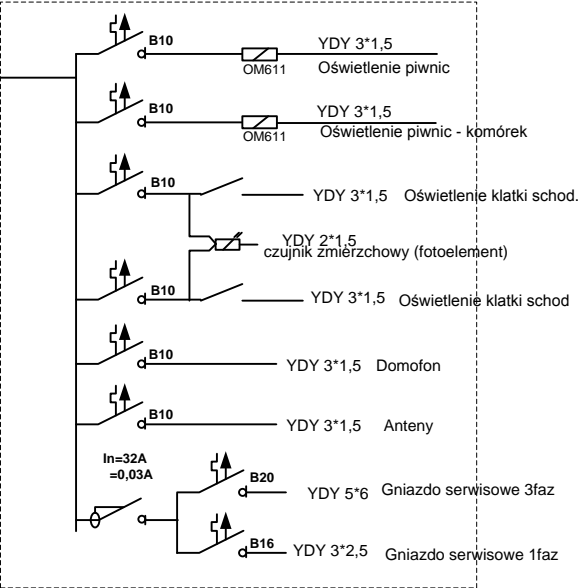 B10
YDY 3*1,5
OM611
Oświetlenie piwnic
B10
YDY 3*1,5
OM611
Oświetlenie piwnic - komórek
B10
YDY 3*1,5 Oświetlenie klatki schod.
YDY 2*1,5
czujnik zmierzchowy (fotoelement)
B10
YDY 3*1,5 Oświetlenie klatki schod
B10
YDY 3*1,5 Domofon
B10
YDY 3*1,5 Anteny
In=32A
=0,03A
B20
YDY 5*6 Gniazdo serwisowe 3faz
B16
YDY 3*2,5 Gniazdo serwisowe 1faz